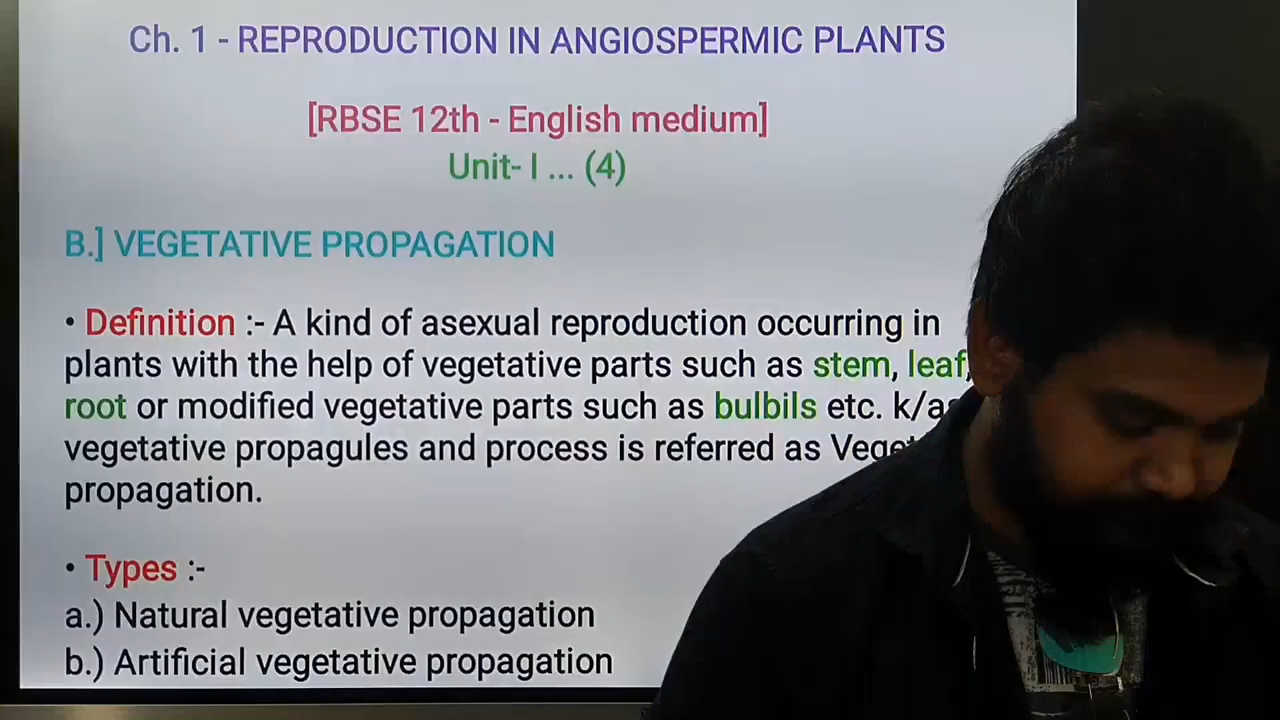 Ch. 1 - REPRODUCTION IN ANGIOSPERMIC PLANTS
[RBSE 12th - English medium]
Unit- I ... (4)
B.] VEGETATIVE PROPAGATION
• Definition :- A kind of asexual reproduction occurring in
plants with the help of vegetative parts such as stem, leaf,
root or modified vegetative parts such as bulbils etc. k/as
vegetative propagules and process is referred as
propagation.
• Types :-
a.) Natural vegetative propagation
b.) Artificial vegetative propagation